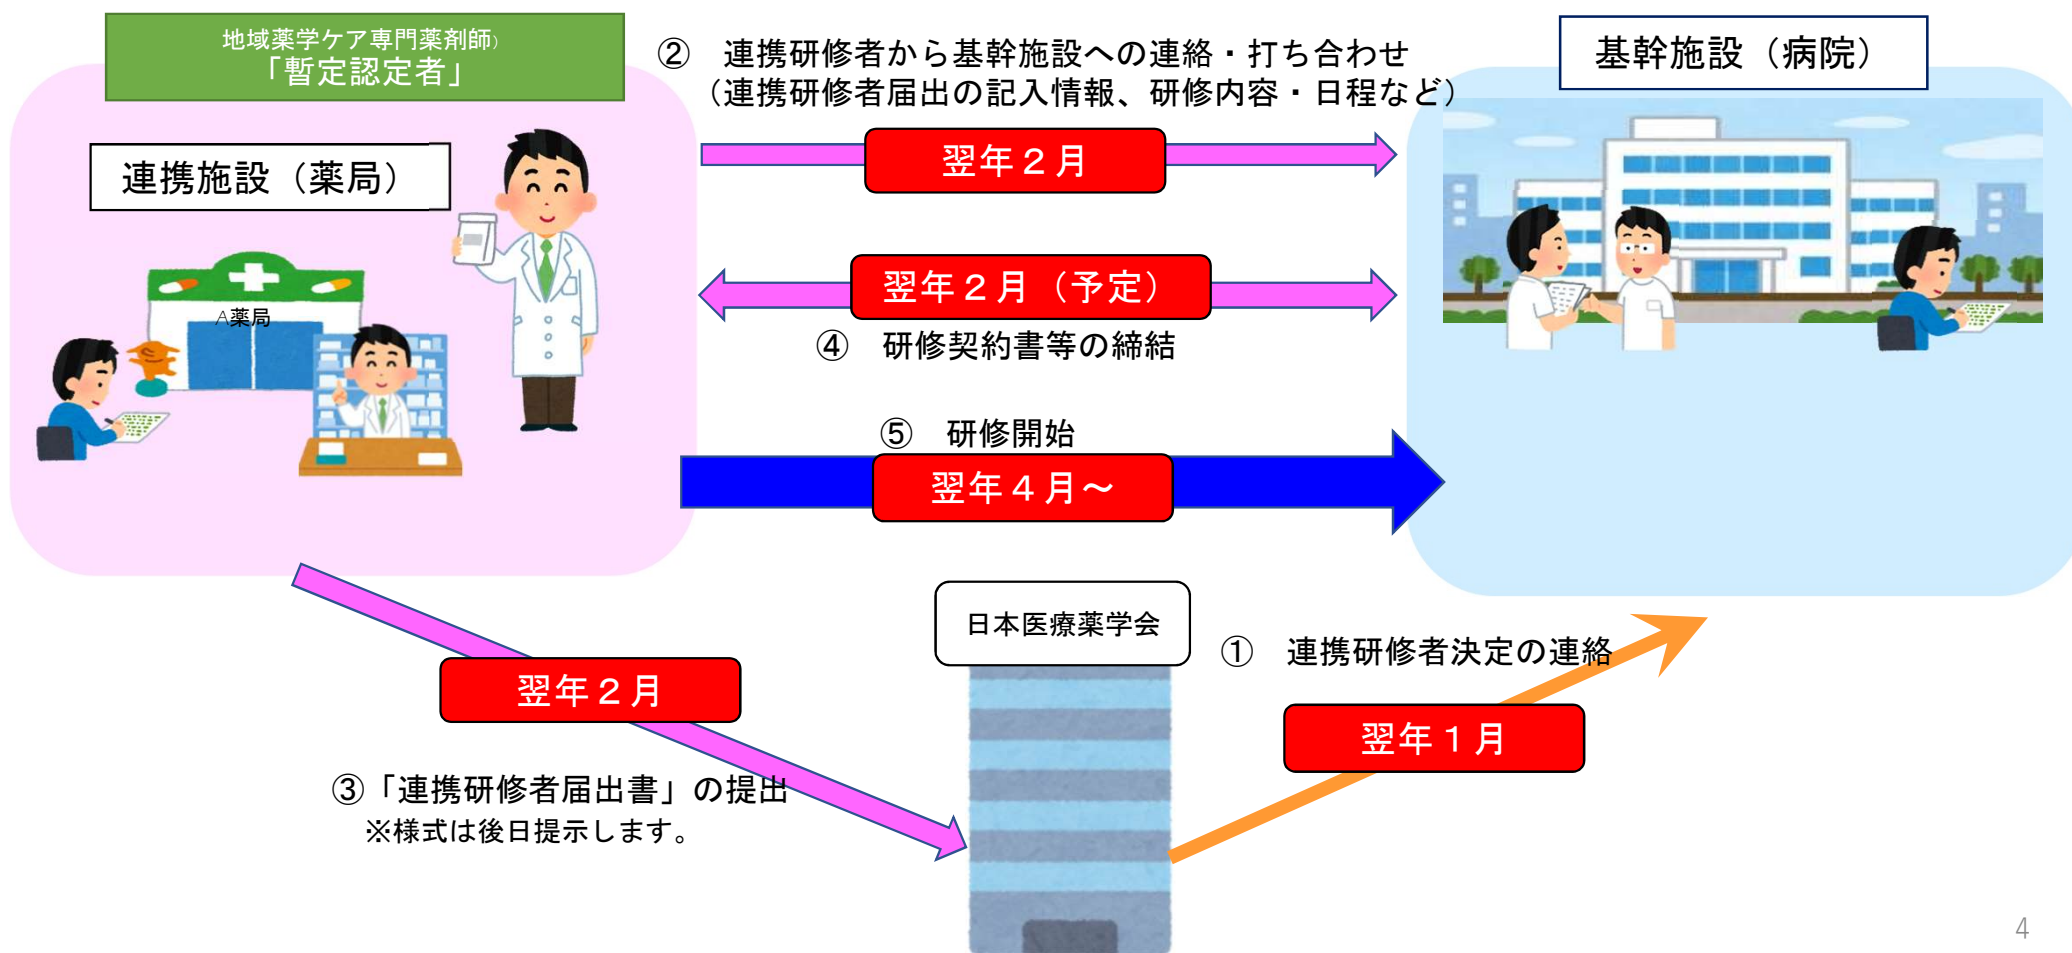 地域薬学ケア専門薬剤師）
「暫定認定者」
連携施設（薬局）
A薬局
② 連携研修者から基幹施設への連絡・打ち合わせ
（連携研修者届出の記入情報、研修内容・日程など）
翌年２月
翌年２月（予定）
④ 研修契約書等の締結
⑤ 研修開始
翌年４月～
基幹施設（病院）
日本医療薬学会
① 連携研修者決定の連絡
翌年１月
翌年２月
③「連携研修者届出書」の提出
※様式は後日提示します。
4